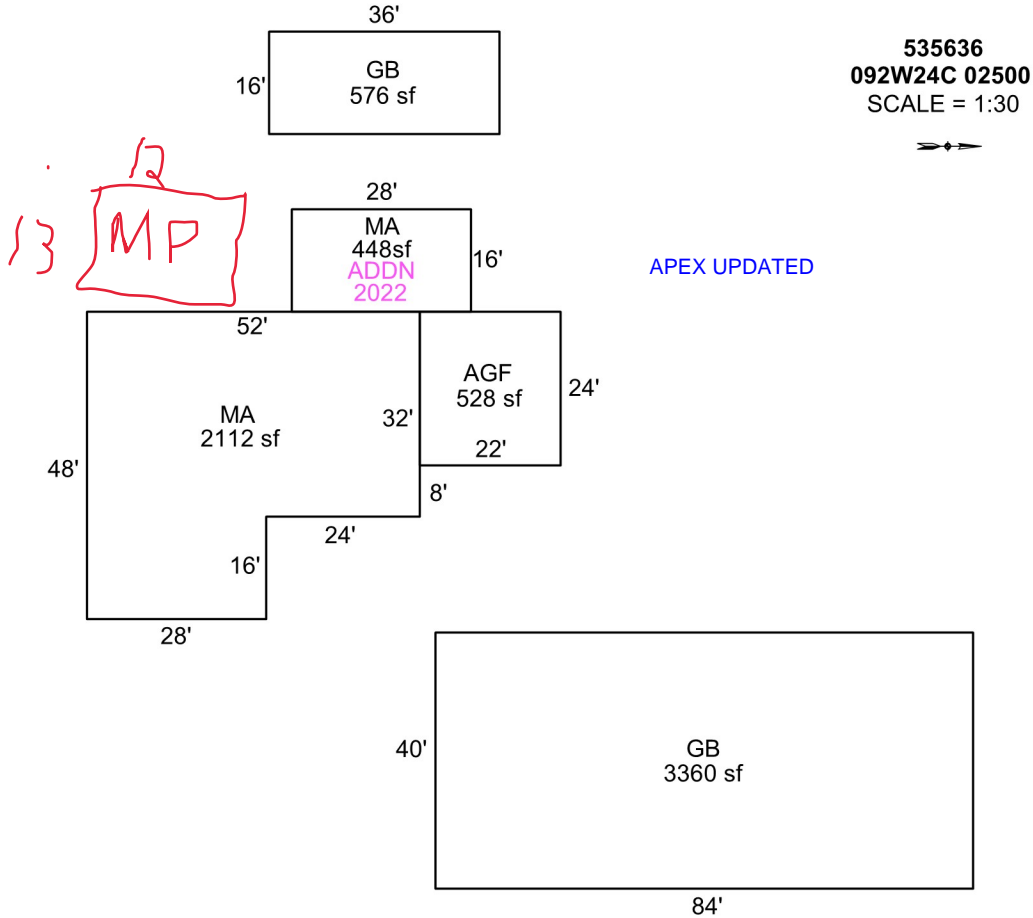 36'
535636
092W24C 02500
SCALE = 1:30
16'
GB
576 sf
12
13
MP
28'
MA
448sf
ADDN
2022
16'
APEX UPDATED
52'
AGF
528 sf
24'
22'
MA
2112 sf
32'
48'
8'
24'
16'
28'
40'
GB
3360 sf
84'